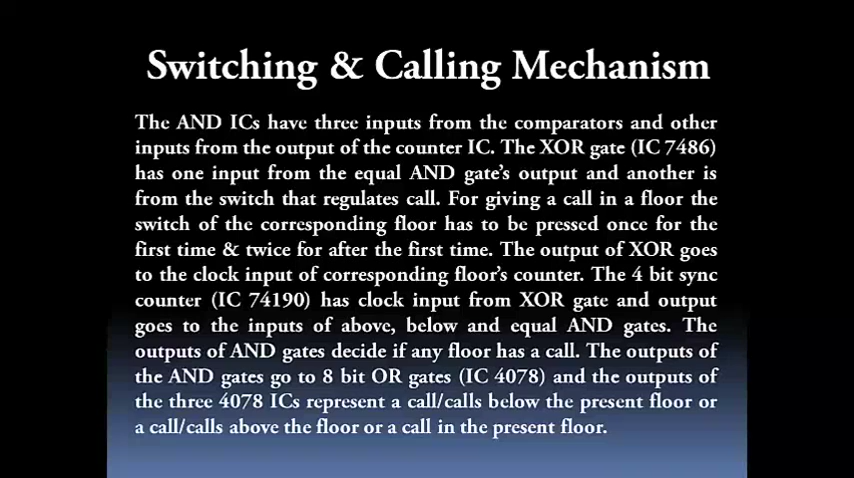 Switching & Calling Mechanism
The AND ICs have three inputs from the comparators and other
inputs from the output of the counter IC. The XOR gate (IC 7486)
has one input from the equal AND gate's output and another is
from the switch that regulates call. For giving a call in a floor the
switch of the corresponding floor has to be pressed once for the
first time & twice for after the first time. The output of XOR goes
to the clock input of corresponding floor's counter. The 4 bit sync
counter (IC 74190) has clock input from XOR gate and output
goes to the inputs of above, below and equal AND gates. The
outputs of AND gates decide if any floor has a call. The outputs of
the AND gates go to 8 bit OR gates (IC 4078) and the outputs of
the three 4078 ICs represent a call/calls below the present floor or
a call/calls above the floor or a call in the present floor.